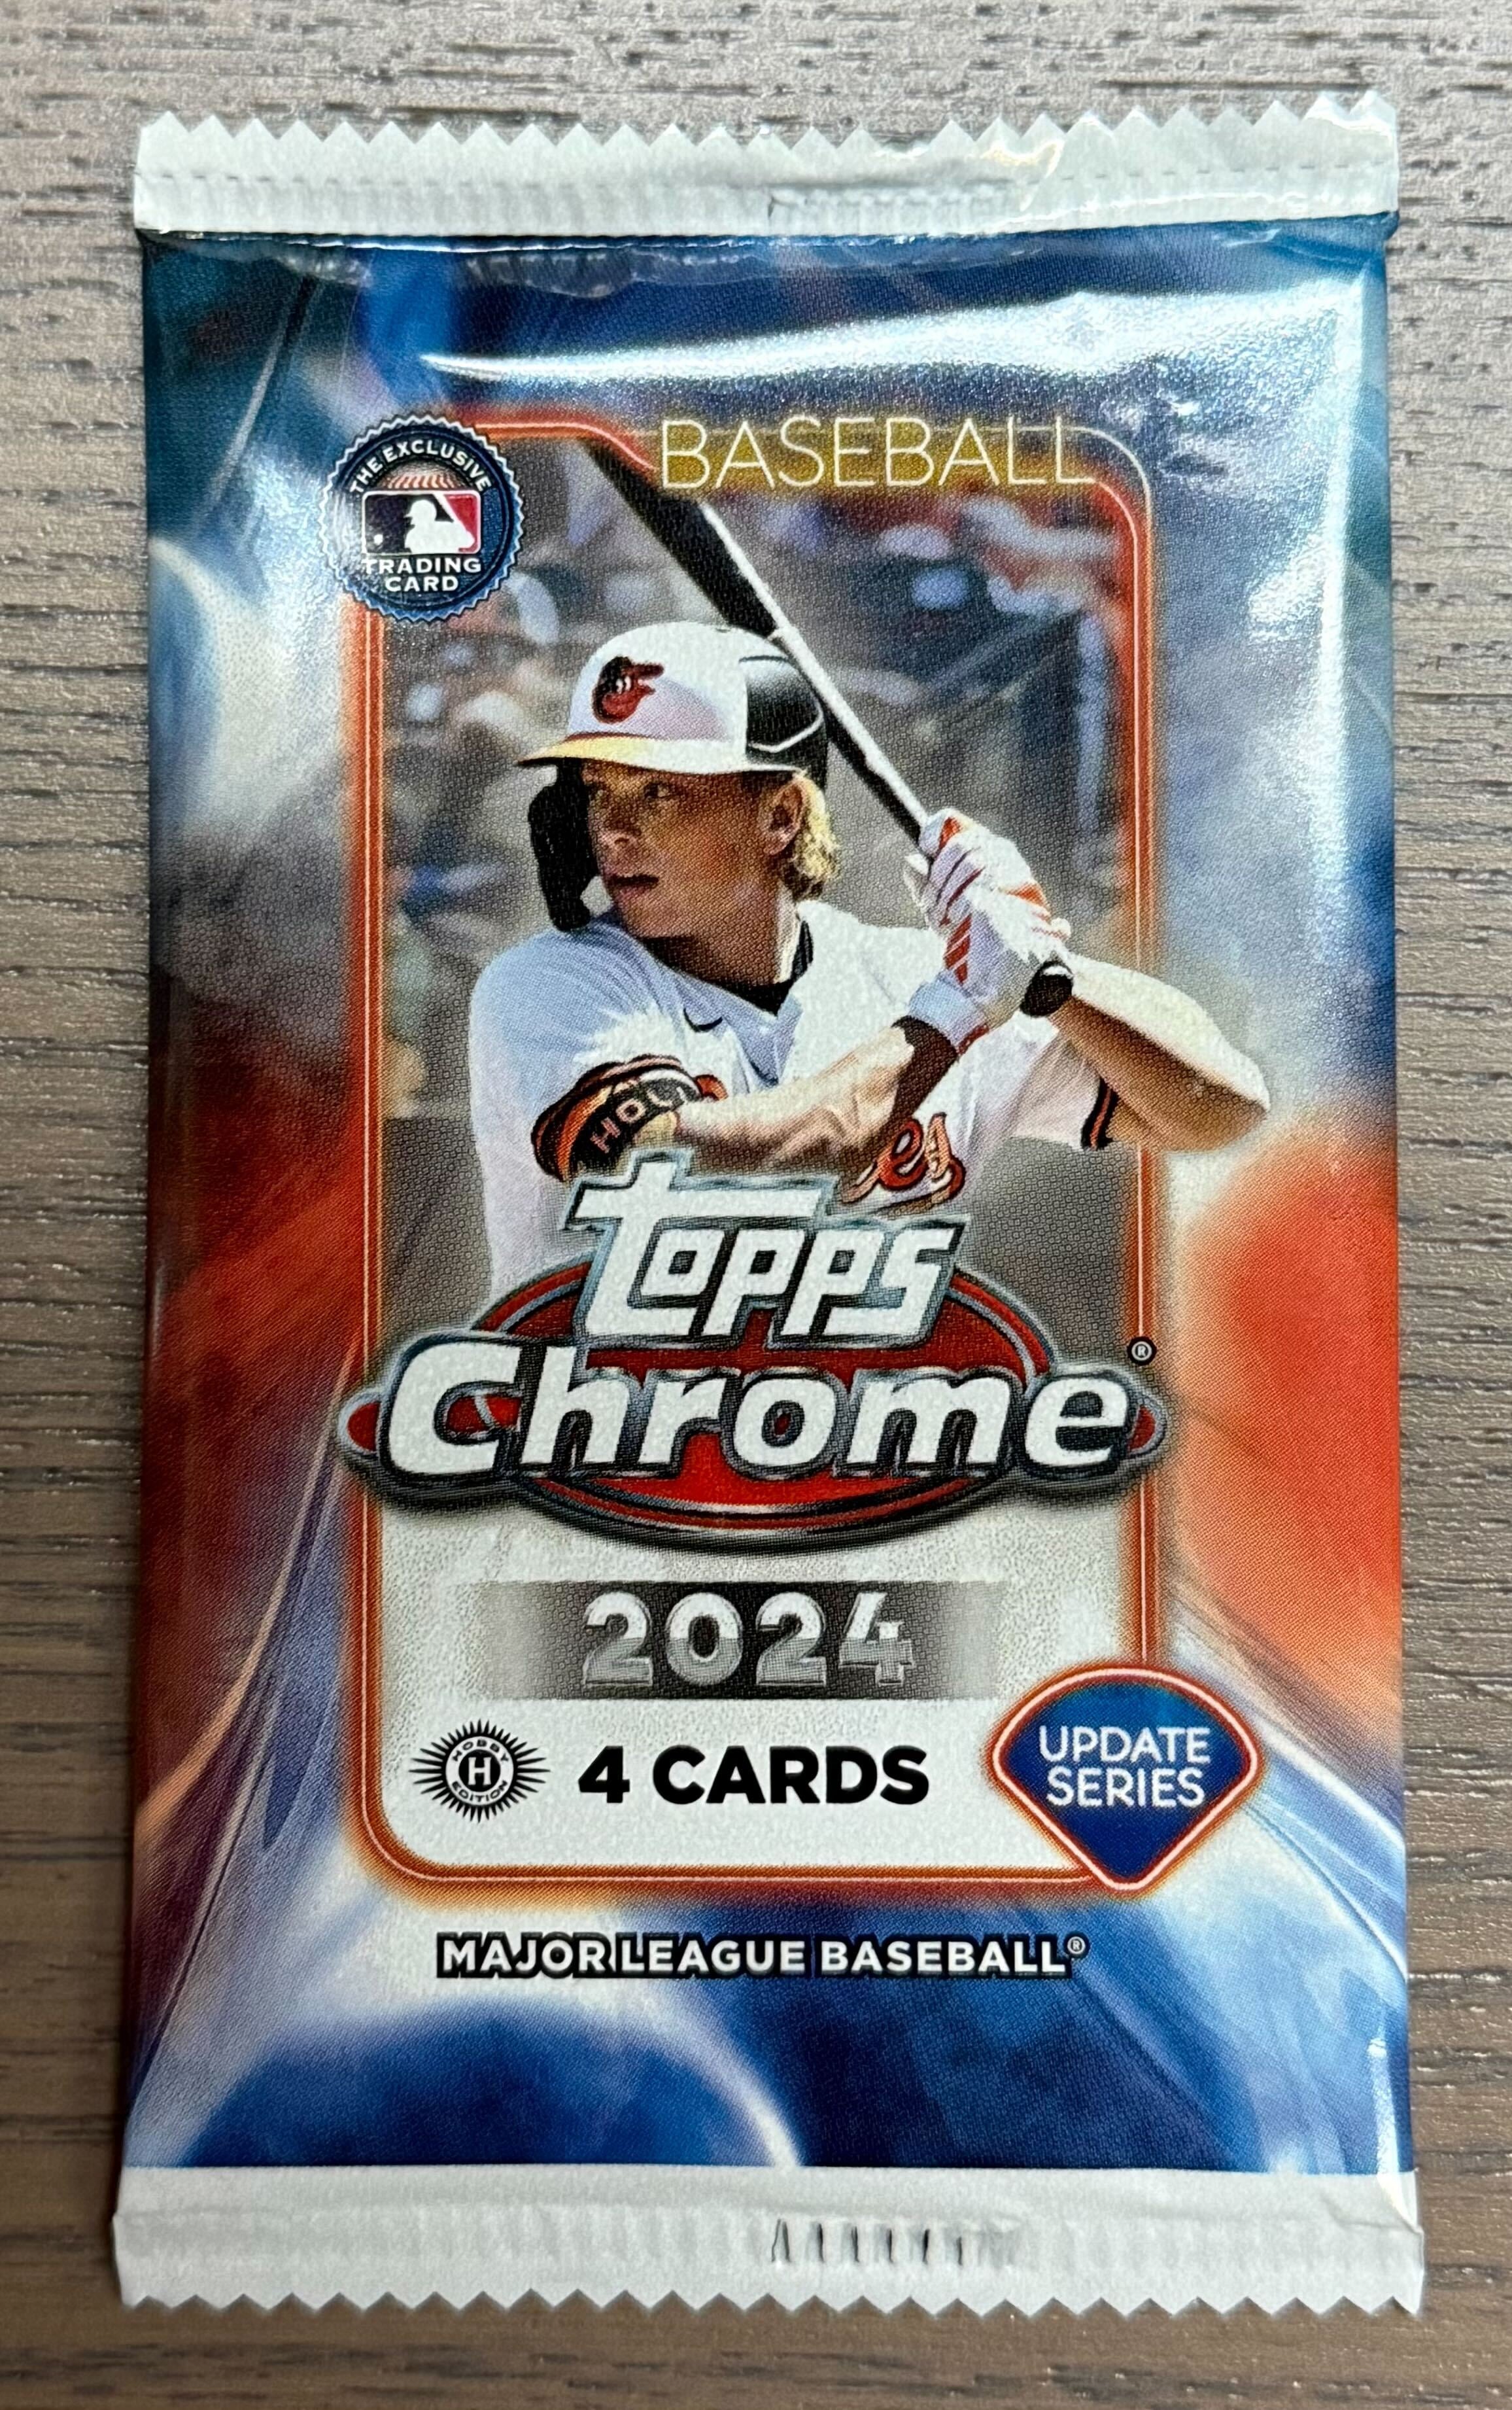 BASEBALL
THE EXCLUSIVE
TRADING
CARD
topps
Chrome®
2024
HOBBY
H
EDITION
4 CARDS
UPDATE
SERIES
MAJOR LEAGUE BASEBALL®